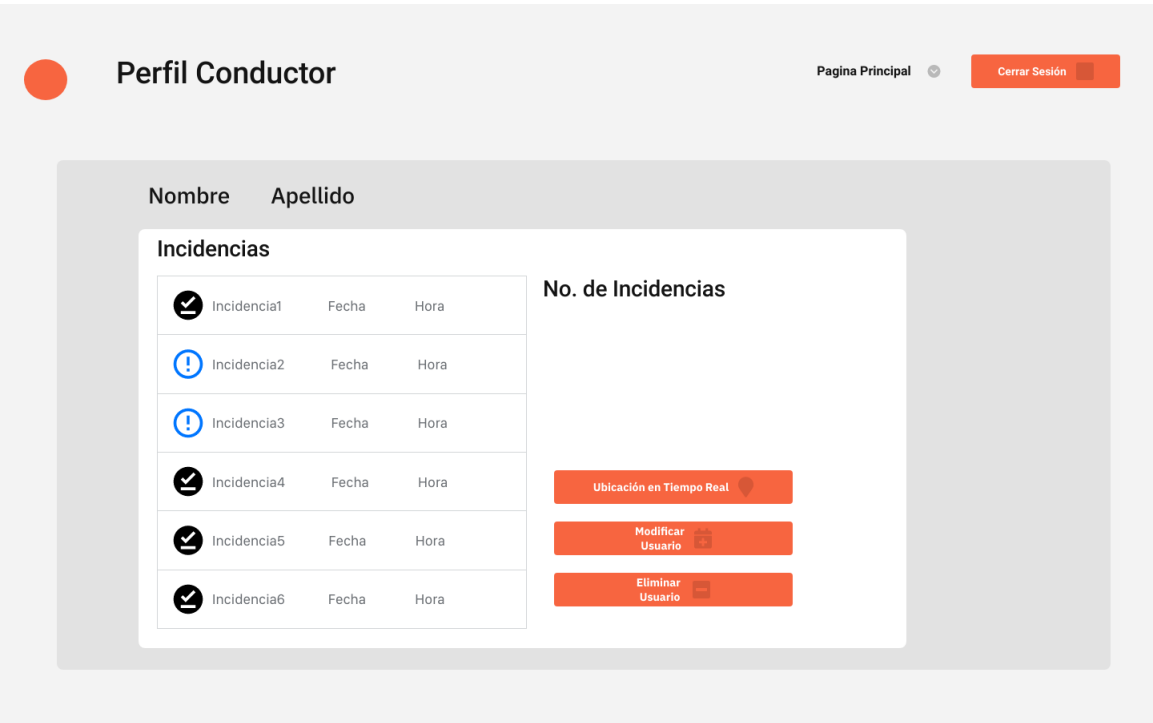 Perfil Conductor
Pagina Principal
Cerrar Sesión
Nombre Apellido
Incidencias
No. de Incidencias
Incidencia1 Fecha Hora
Incidencia2 Fecha Hora
Incidencia3 Fecha Hora
Incidencia4 Fecha Hora
Incidencia5 Fecha Hora
Incidencia6 Fecha Hora
Ubicación en Tiempo Real
Modificar
Usuario
Eliminar
Usuario